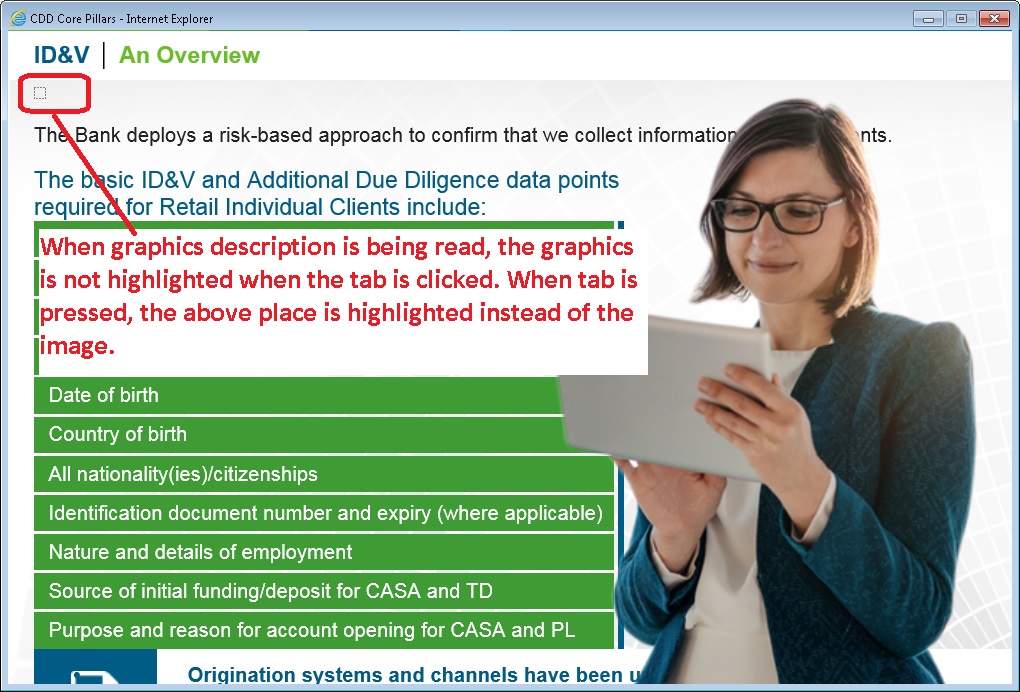 CDD Core Pillars - Internet Explorer
ID&V | An Overview
The Bank deploys a risk-based approach to confirm that we collect information nts.
The basic ID&V and Additional Due Diligence data points
required for Retail Individual Clients include:
When graphics description is being read, the graphics
is not highlighted when the tab is clicked. When tab is
pressed, the above place is highlighted instead of the
image.
Date of birth
Country of birth
All nationality(ies)/citizenships
Identification document number and expiry (where applicable)
Nature and details of employment
Source of initial funding/deposit for CASA and TD
Purpose and reason for account opening for CASA and PL
Origination systems and channels have been u